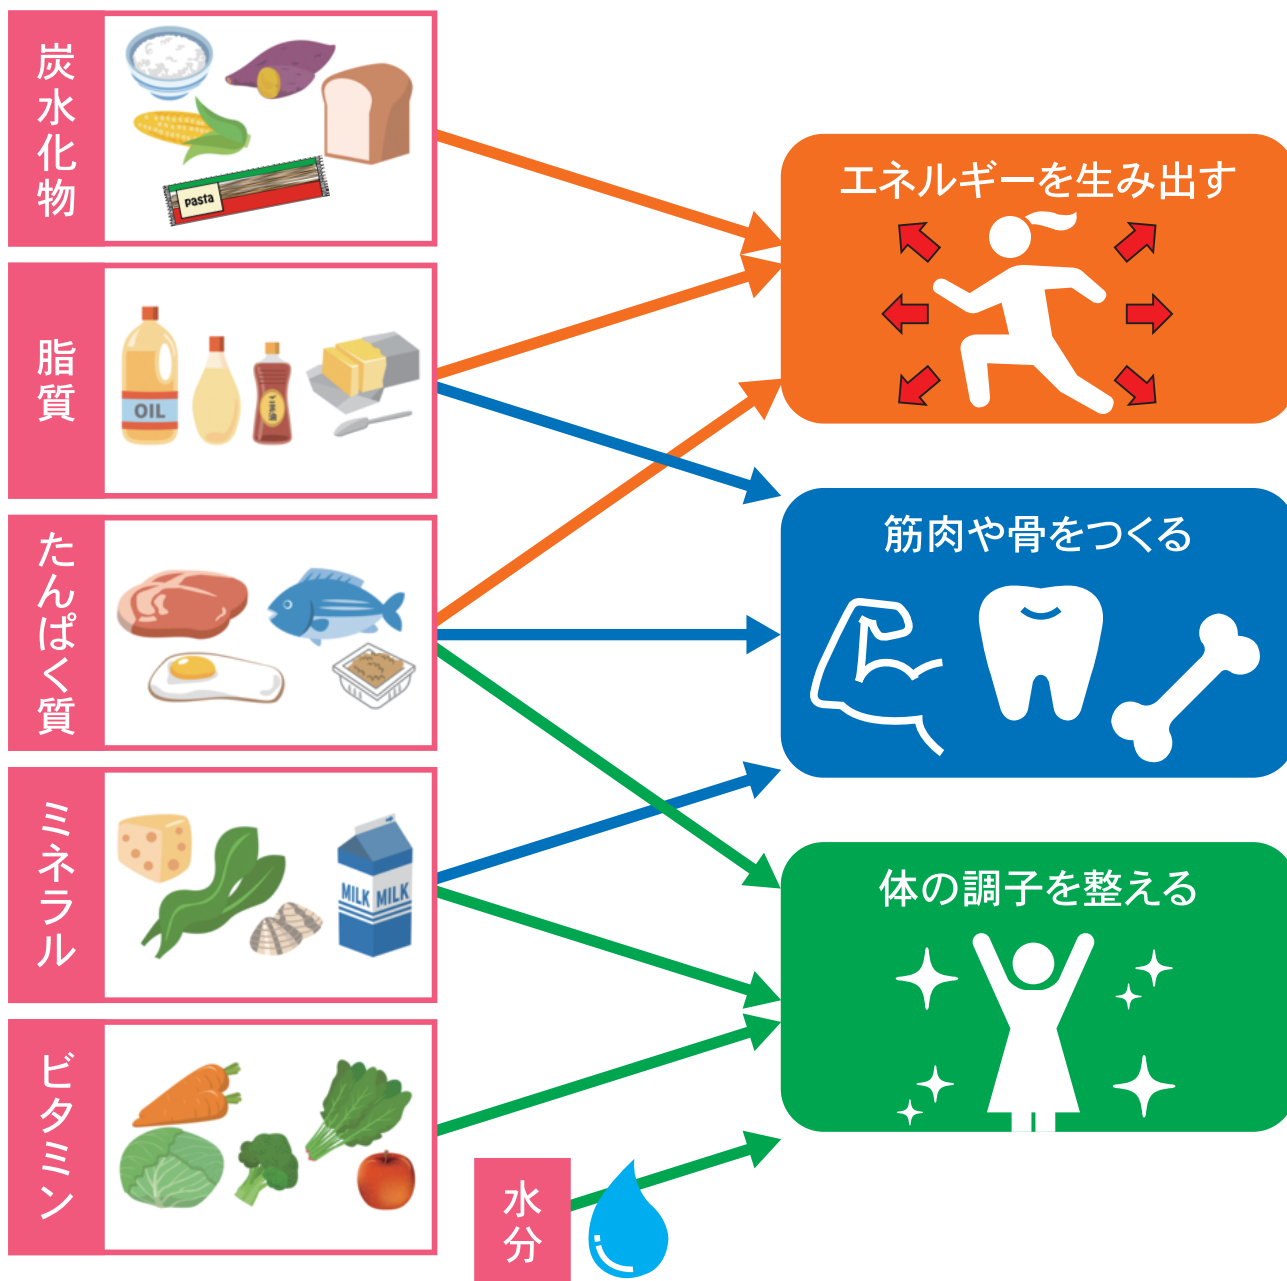 炭水化物
pasta
エネルギーを生み出す
脂質
OIL
筋肉や骨をつくる
たんぱく質
ミネラル
MILK MILK
体の調子を整える
ビタミン
水分